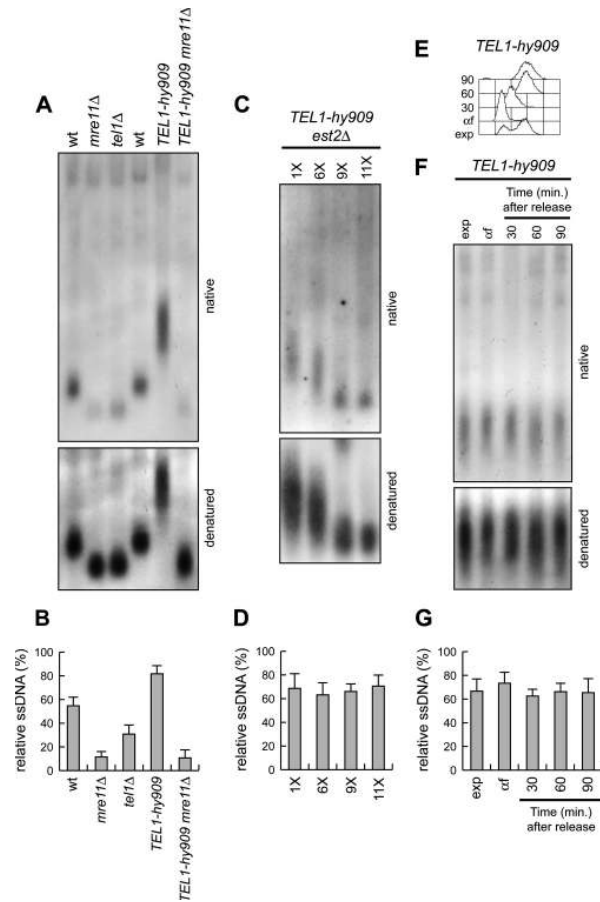 A
wt
mre11Δ
tel1Δ
wt
TEL1-hy909
TEL1-hy909 mre11Δ
native
denatured
B
relative ssDNA (%)
100
80
60
40
20
0
wt
mre11Δ
tel1Δ
TEL1-hy909
TEL1-hy909 mre11Δ
C
TEL1-hy909
est2Δ
1X
6X
9X
11X
native
denatured
D
relative ssDNA (%)
100
80
60
40
20
0
1X
6X
9X
11X
E
TEL1-hy909
90
60
30
αf
exp
F
TEL1-hy909
Time (min.)
after release
exp
αf
30
60
90
native
denatured
G
relative ssDNA (%)
100
80
60
40
20
0
exp
αf
30
60
90
Time (min.)
after release